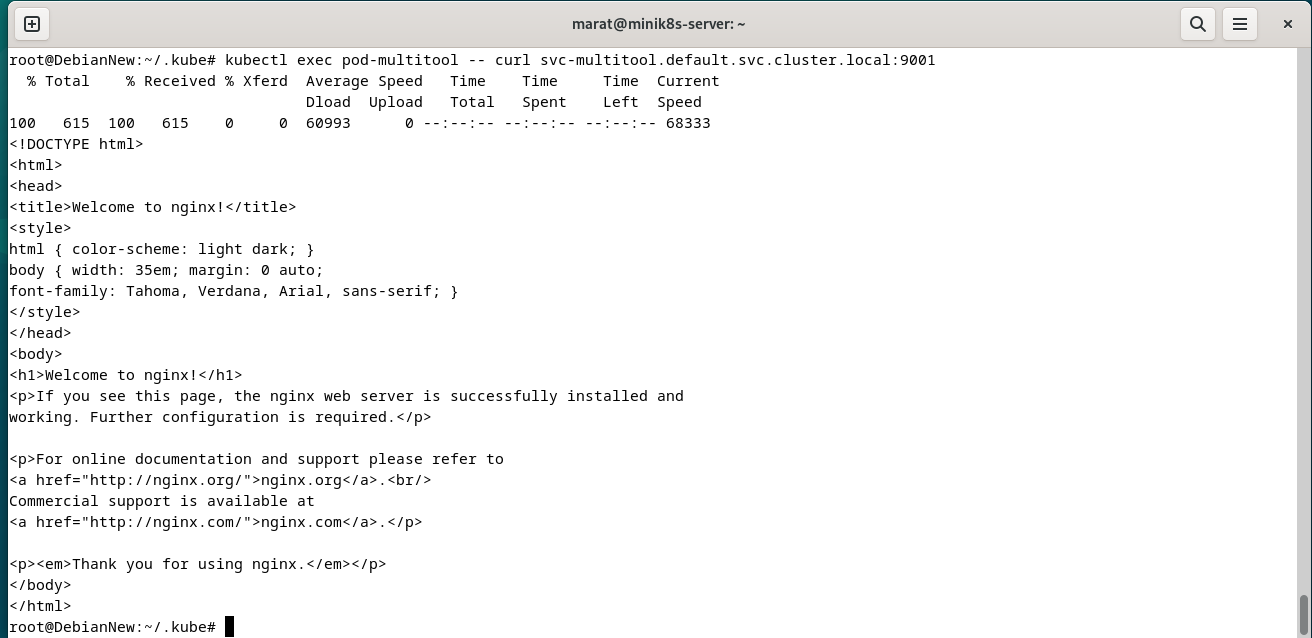 marat@minik8s-server: ~
root@DebianNew:~/.kube# kubectl exec pod-multitool -- curl svc-multitool.default.svc.cluster.local:9001
  % Total    % Received % Xferd  Average Speed   Time    Time     Time  Current
                                 Dload  Upload   Total   Spent    Left  Speed
100   615  100   615    0     0  60993      0 --:--:-- --:--:-- --:--:-- 68333
<!DOCTYPE html>
<html>
<head>
<title>Welcome to nginx!</title>
<style>
html { color-scheme: light dark; }
body { width: 35em; margin: 0 auto;
font-family: Tahoma, Verdana, Arial, sans-serif; }
</style>
</head>
<body>
<h1>Welcome to nginx!</h1>
<p>If you see this page, the nginx web server is successfully installed and
working. Further configuration is required.</p>

<p>For online documentation and support please refer to
<a href="http://nginx.org/">nginx.org</a>.<br/>
Commercial support is available at
<a href="http://nginx.com/">nginx.com</a>.</p>

<p><em>Thank you for using nginx.</em></p>
</body>
</html>
root@DebianNew:~/.kube#